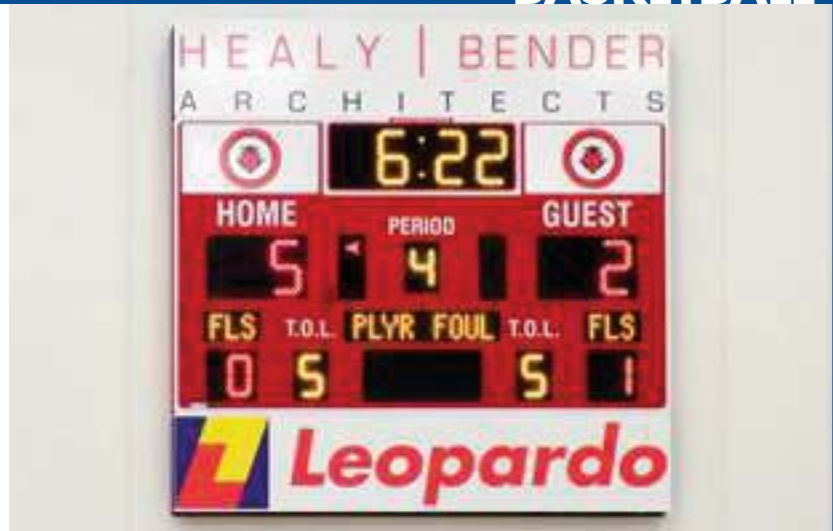 HEALY | BENDER
ARCHITECTS
6:22
HOME PERIOD GUEST
5 4 2
FLS T.O.L. PLYR FOUL T.O.L. FLS
0 5 5 1
Leopardo